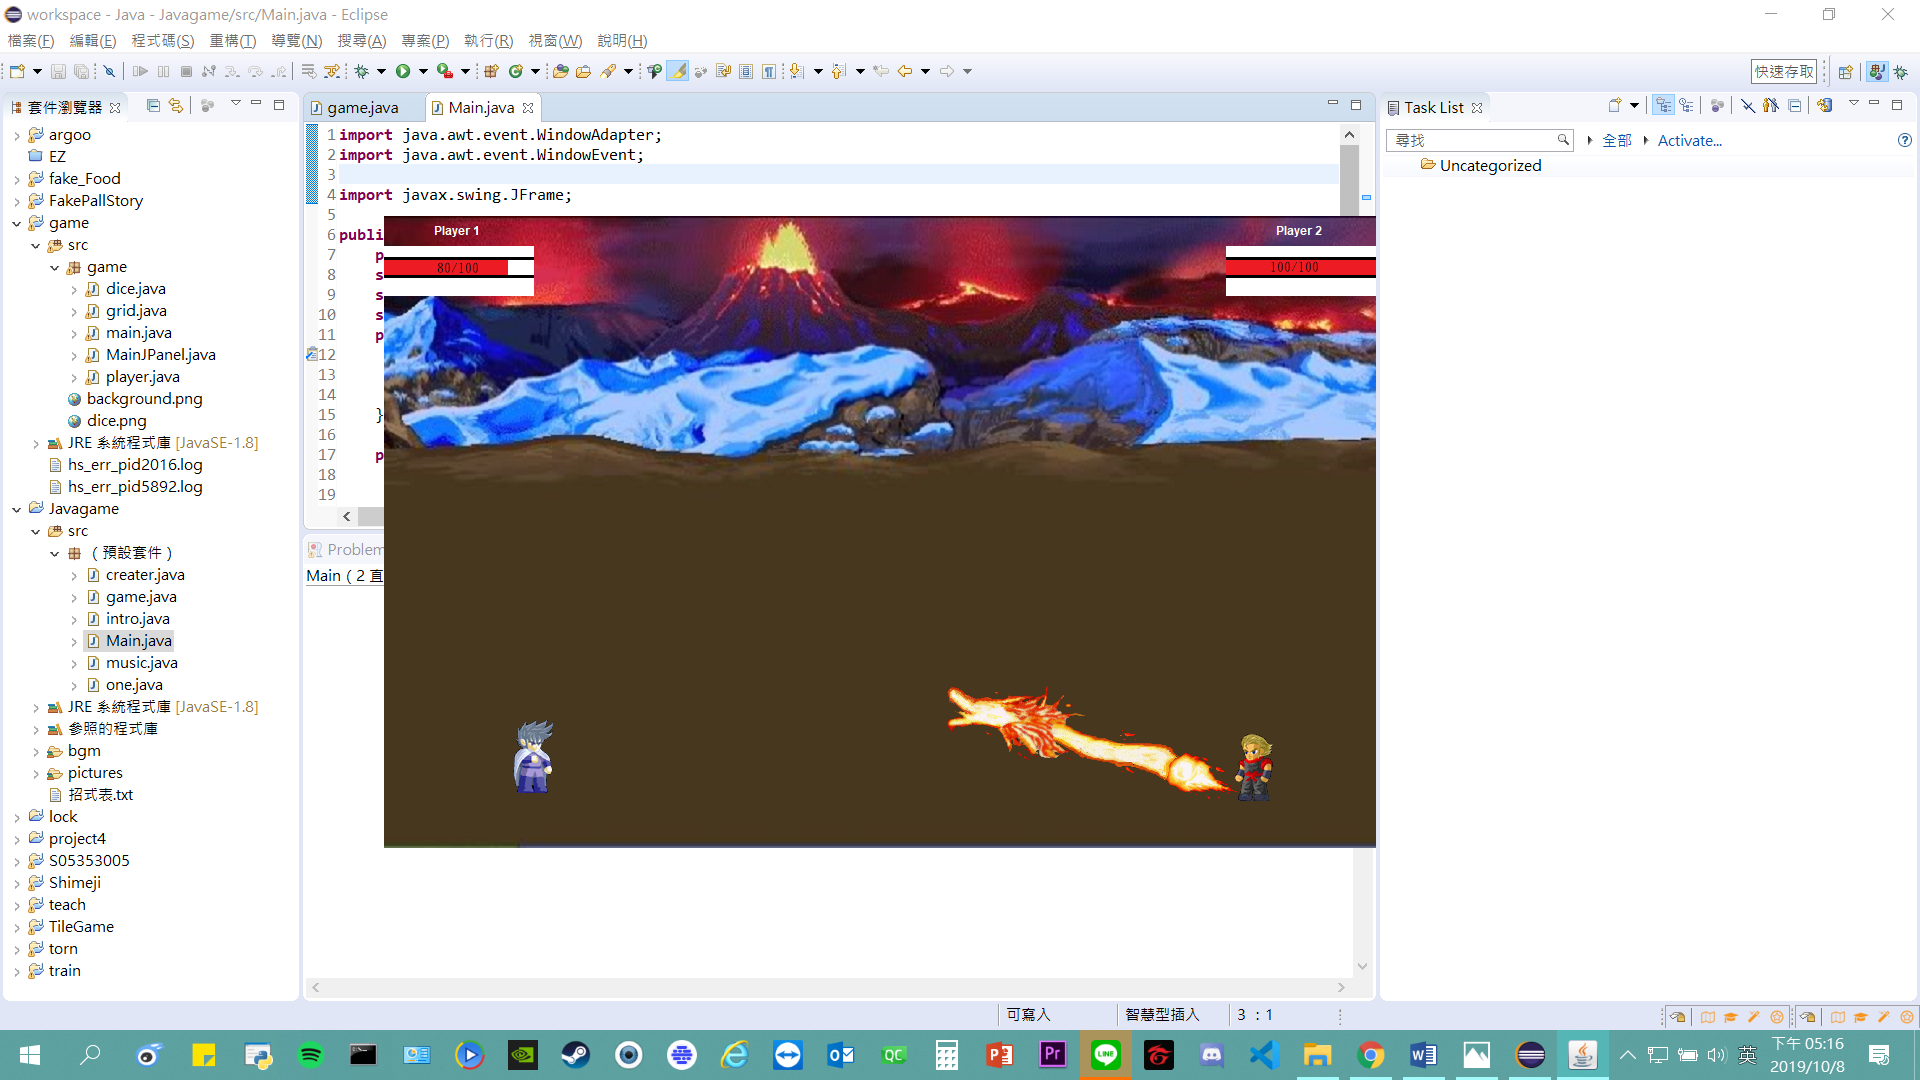 workspace - Java - Javagame/src/Main.java - Eclipse
檔案(F) 編輯(E) 程式碼(S) 重構(T) 導覽(N) 搜尋(A) 專案(P) 執行(R) 視窗(W) 說明(H)
快速存取
套件瀏覽器
argoo
EZ
fake_Food
FakePallStory
game
src
game
dice.java
grid.java
main.java
MainJPanel.java
player.java
background.png
dice.png
JRE 系統程式庫 [JavaSE-1.8]
hs_err_pid2016.log
hs_err_pid5892.log
Javagame
src
（預設套件）
creater.java
game.java
intro.java
Main.java
music.java
one.java
JRE 系統程式庫 [JavaSE-1.8]
參照的程式庫
bgm
pictures
招式表.txt
lock
project4
S05353005
Shimeji
teach
TileGame
torn
train
game.java Main.java
1 import java.awt.event.WindowAdapter;
2 import java.awt.event.WindowEvent;
3
4 import javax.swing.JFrame;
5
6 publi
7 p
8 s
9 s
10 s
11 p
12
13
14
15 }
16
17 p
18
19
Player 1
80/100
Player 2
100/100
Problem
Main（2 直
Task List
尋找
全部
Activate...
Uncategorized
可寫入
智慧型插入
3 : 1
QC
Pr
LINE
英
下午 05:16
2019/10/8